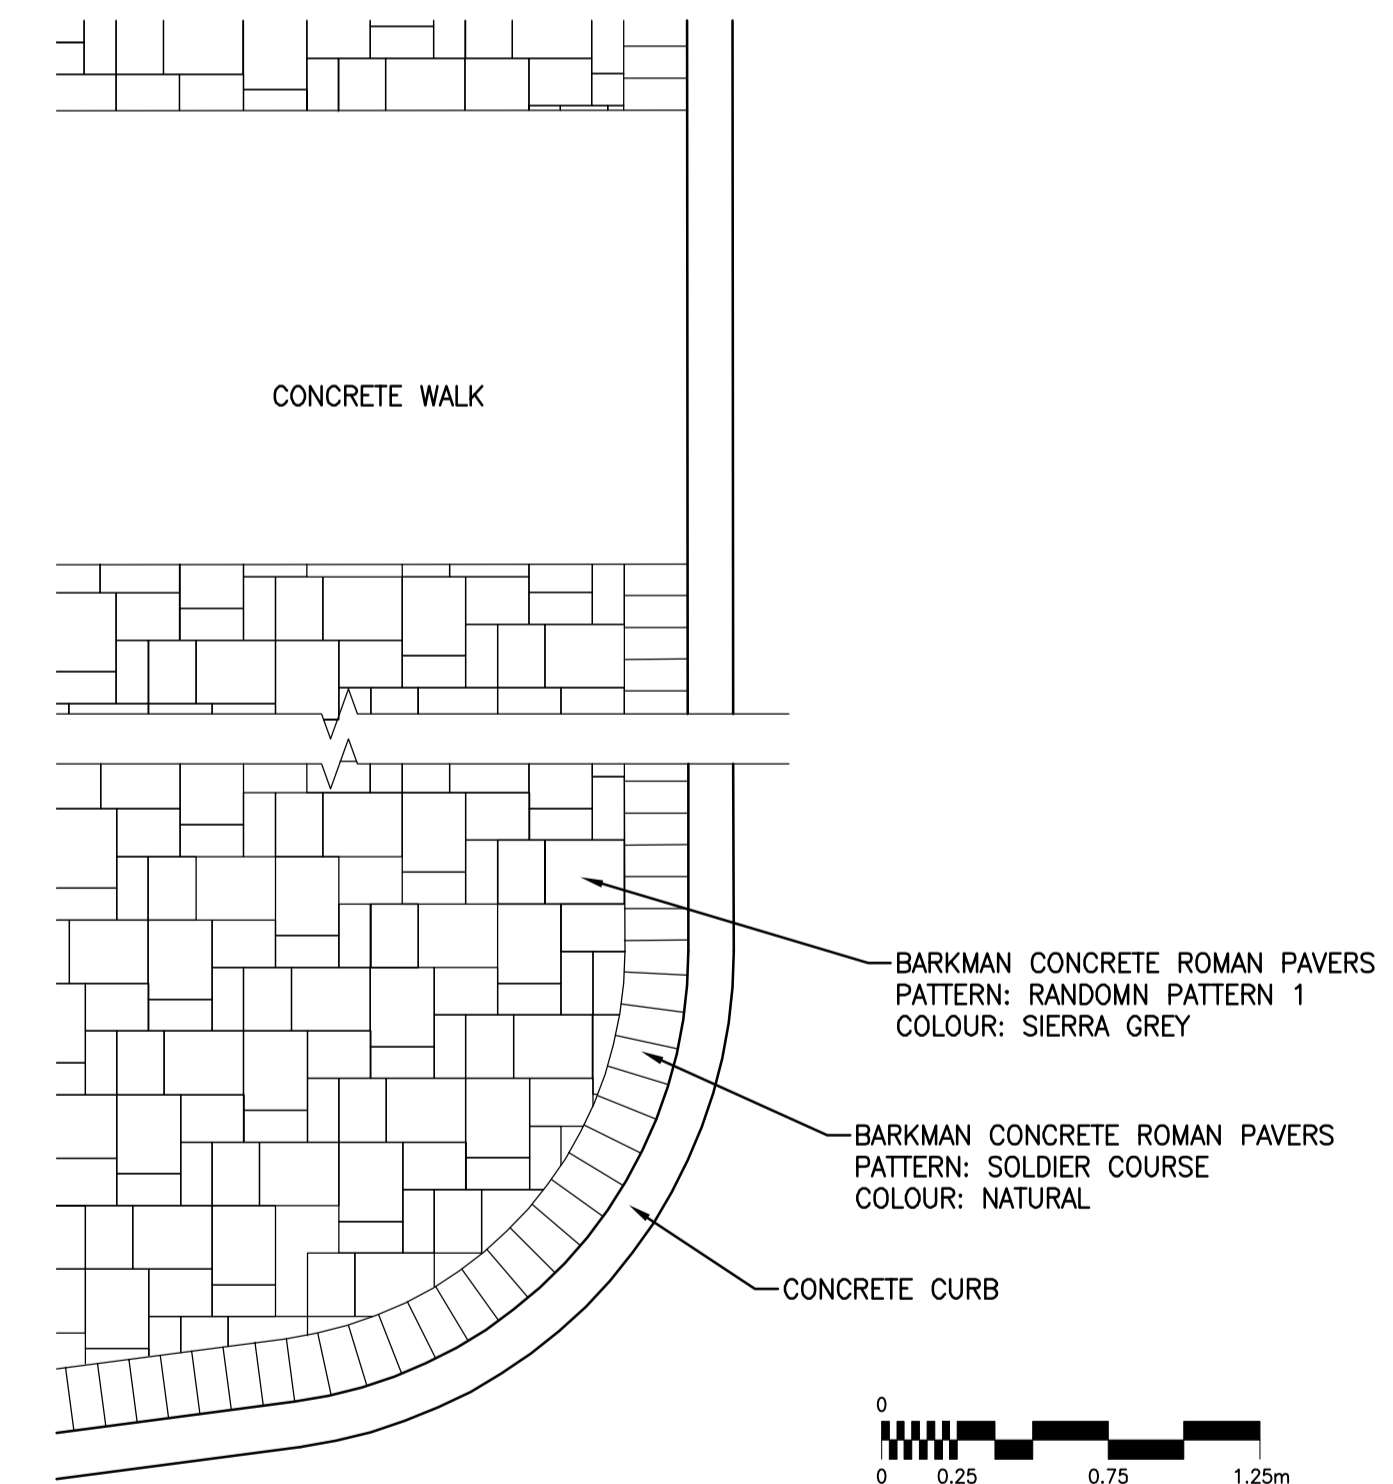 CONCRETE WALK
BARKMAN CONCRETE ROMAN PAVERS
PATTERN: RANDOMN PATTERN 1
COLOUR: SIERRA GREY
BARKMAN CONCRETE ROMAN PAVERS
PATTERN: SOLDIER COURSE
COLOUR: NATURAL
CONCRETE CURB
0
0 0.25 0.75 1.25m